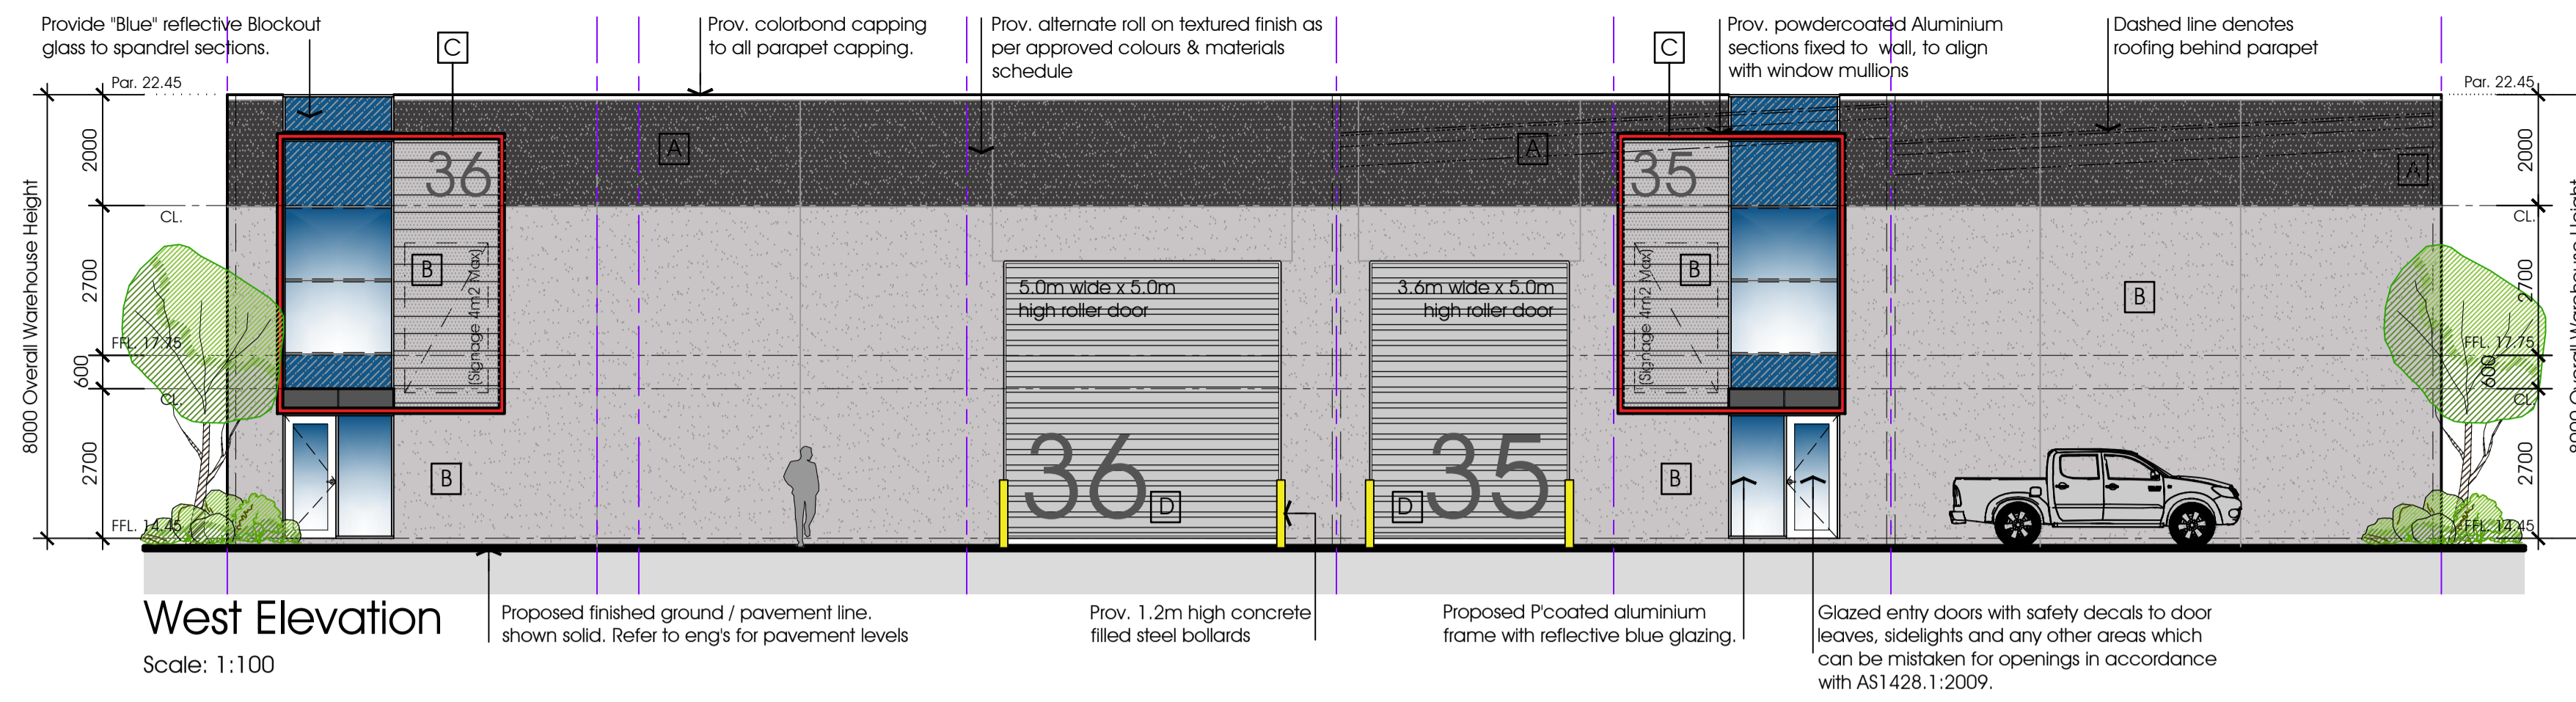 Provide "Blue" reflective Blockout
glass to spandrel sections.
C
Prov. colorbond capping
to all parapet capping.
Prov. alternate roll on textured finish as
per approved colours & materials
schedule
C
Prov. powdercoated Aluminium
sections fixed to wall, to align
with window mullions
Dashed line denotes
roofing behind parapet
Par. 22.45
Par. 22.45
8000 Overall Warehouse Height
2000
CL.
2700
FFL. 17.75
600
CL.
2700
FFL. 14.45
36
A
A
35
A
B
(Signage 4m2 Max)
5.0m wide x 5.0m
high roller door
3.6m wide x 5.0m
high roller door
(Signage 4m2 Max)
B
B
B
36
D
D
35
B
2000
CL.
2700
FFL. 17.75
600
CL.
2700
FFL. 14.45
8000 Overall Warehouse Height
West Elevation
Scale: 1:100
Proposed finished ground / pavement line.
shown solid. Refer to eng's for pavement levels
Prov. 1.2m high concrete
filled steel bollards
Proposed P'coated aluminium
frame with reflective blue glazing.
Glazed entry doors with safety decals to door
leaves, sidelights and any other areas which
can be mistaken for openings in accordance
with AS1428.1:2009.